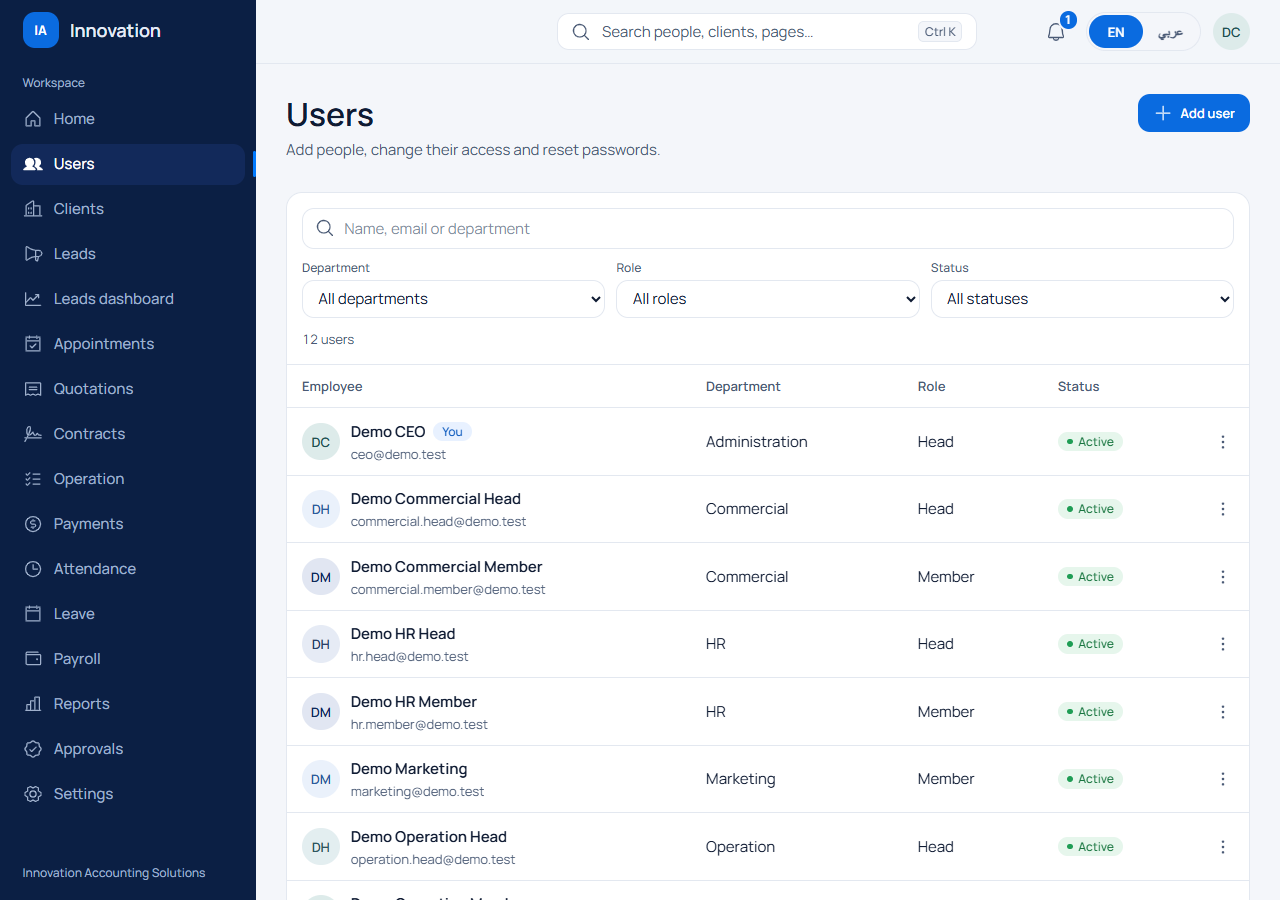 IA Innovation
Search people, clients, pages... Ctrl K
1
EN عربي DC
Workspace
Home
Users
Clients
Leads
Leads dashboard
Appointments
Quotations
Contracts
Operation
Payments
Attendance
Leave
Payroll
Reports
Approvals
Settings
Innovation Accounting Solutions
Users
Add user
Add people, change their access and reset passwords.
Name, email or department
Department Role Status
All departments All roles All statuses
12 users
Employee Department Role Status
DC Demo CEO You Administration Head Active
ceo@demo.test
DH Demo Commercial Head Commercial Head Active
commercial.head@demo.test
DM Demo Commercial Member Commercial Member Active
commercial.member@demo.test
DH Demo HR Head HR Head Active
hr.head@demo.test
DM Demo HR Member HR Member Active
hr.member@demo.test
DM Demo Marketing Marketing Member Active
marketing@demo.test
DH Demo Operation Head Operation Head Active
operation.head@demo.test